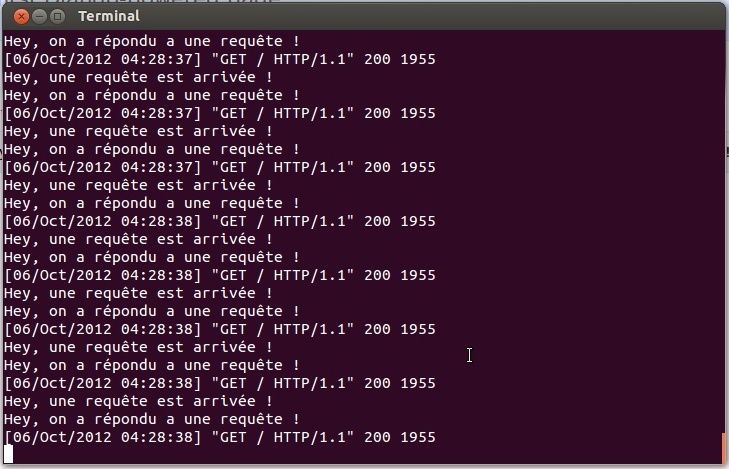 Terminal
Hey, on a répondu a une requête !
[06/Oct/2012 04:28:37] "GET / HTTP/1.1" 200 1955
Hey, une requête est arrivée !
Hey, on a répondu a une requête !
[06/Oct/2012 04:28:37] "GET / HTTP/1.1" 200 1955
Hey, une requête est arrivée !
Hey, on a répondu a une requête !
[06/Oct/2012 04:28:37] "GET / HTTP/1.1" 200 1955
Hey, une requête est arrivée !
Hey, on a répondu a une requête !
[06/Oct/2012 04:28:38] "GET / HTTP/1.1" 200 1955
Hey, une requête est arrivée !
Hey, on a répondu a une requête !
[06/Oct/2012 04:28:38] "GET / HTTP/1.1" 200 1955
Hey, une requête est arrivée !
Hey, on a répondu a une requête !
[06/Oct/2012 04:28:38] "GET / HTTP/1.1" 200 1955
Hey, une requête est arrivée !
Hey, on a répondu a une requête !
[06/Oct/2012 04:28:38] "GET / HTTP/1.1" 200 1955
Hey, une requête est arrivée !
Hey, on a répondu a une requête !
[06/Oct/2012 04:28:38] "GET / HTTP/1.1" 200 1955